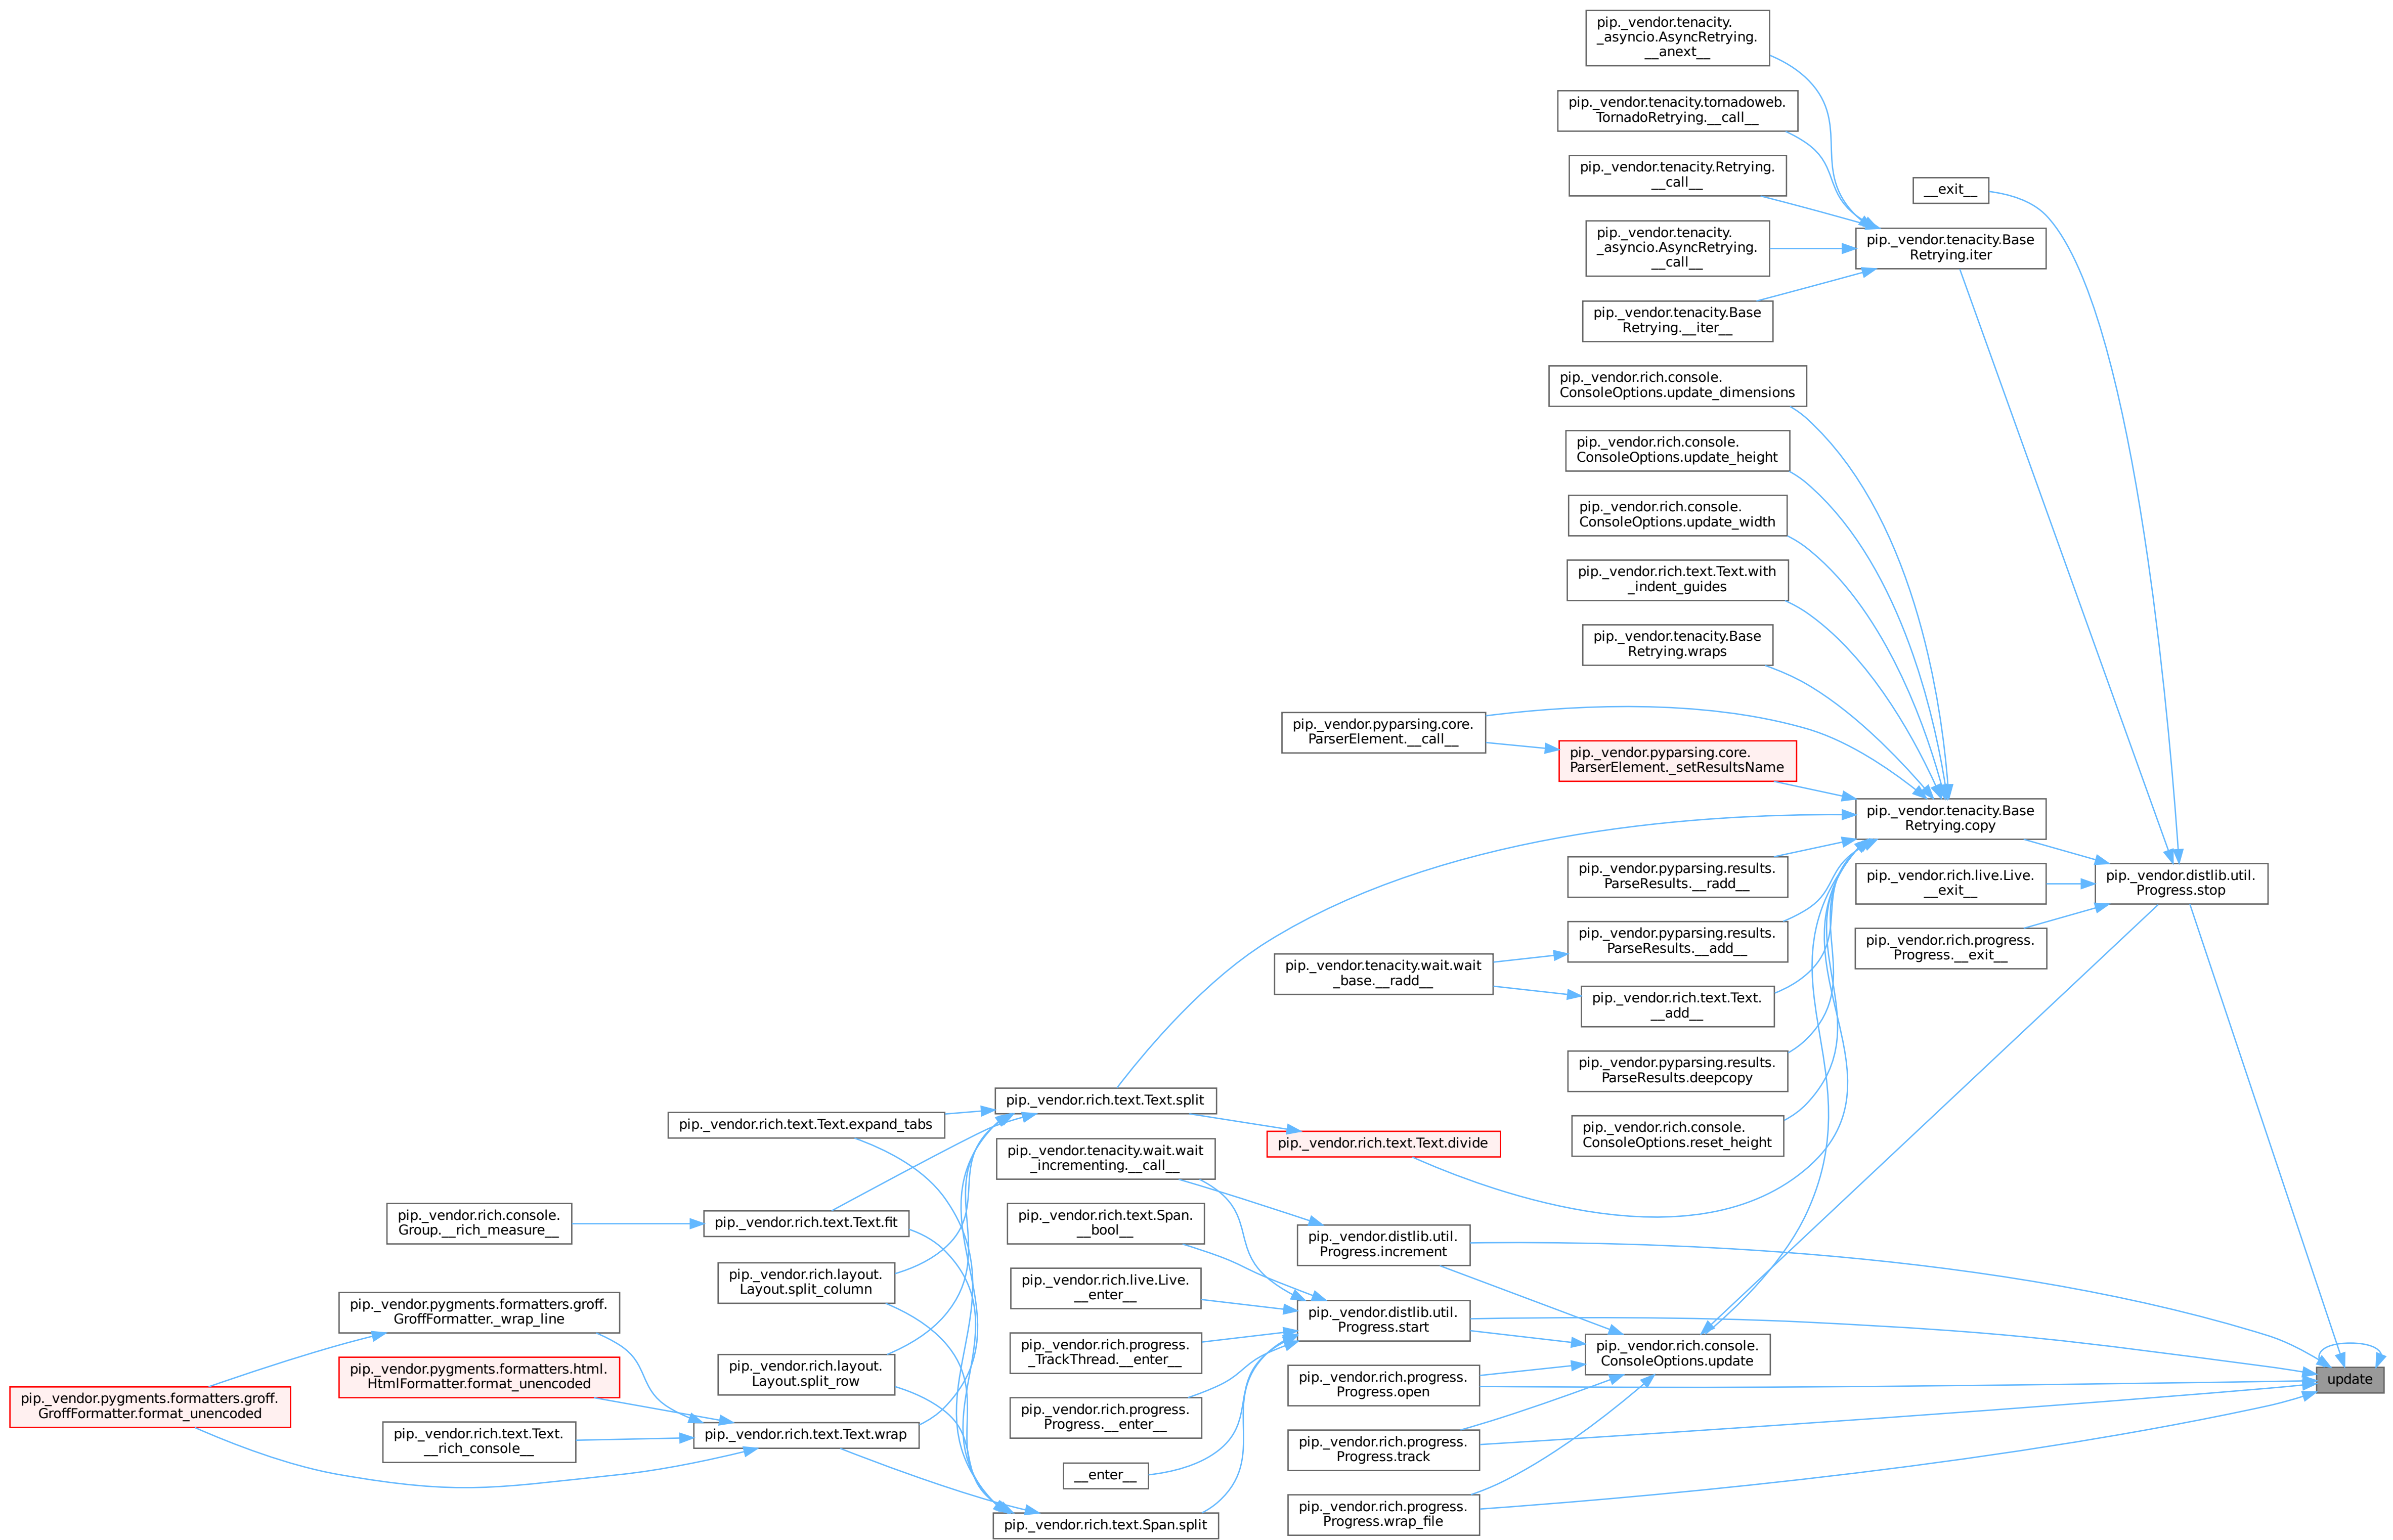 pip._vendor.tenacity.
_asyncio.AsyncRetrying.
__anext__
pip._vendor.tenacity.tornadoweb.
TornadoRetrying.__call__
pip._vendor.tenacity.Retrying.
__call__
__exit__
pip._vendor.tenacity.
_asyncio.AsyncRetrying.
__call__
pip._vendor.tenacity.Base
Retrying.iter
pip._vendor.tenacity.Base
Retrying.__iter__
pip._vendor.rich.console.
ConsoleOptions.update_dimensions
pip._vendor.rich.console.
ConsoleOptions.update_height
pip._vendor.rich.console.
ConsoleOptions.update_width
pip._vendor.rich.text.Text.with
_indent_guides
pip._vendor.tenacity.Base
Retrying.wraps
pip._vendor.pyparsing.core.
ParserElement.__call__
pip._vendor.pyparsing.core.
ParserElement._setResultsName
pip._vendor.tenacity.Base
Retrying.copy
pip._vendor.pyparsing.results.
ParseResults.__radd__
pip._vendor.rich.live.Live.
__exit__
pip._vendor.distlib.util.
Progress.stop
pip._vendor.pyparsing.results.
ParseResults.__add__
pip._vendor.rich.progress.
Progress.__exit__
pip._vendor.tenacity.wait.wait
_base.__radd__
pip._vendor.rich.text.Text.
__add__
pip._vendor.pyparsing.results.
ParseResults.deepcopy
pip._vendor.rich.text.Text.split
pip._vendor.rich.text.Text.expand_tabs
pip._vendor.rich.console.
ConsoleOptions.reset_height
pip._vendor.rich.text.Text.divide
pip._vendor.tenacity.wait.wait
_incrementing.__call__
pip._vendor.rich.console.
Group.__rich_measure__
pip._vendor.rich.text.Text.fit
pip._vendor.rich.text.Span.
__bool__
pip._vendor.distlib.util.
Progress.increment
pip._vendor.rich.layout.
Layout.split_column
pip._vendor.rich.live.Live.
__enter__
pip._vendor.pygments.formatters.groff.
GroffFormatter._wrap_line
pip._vendor.distlib.util.
Progress.start
pip._vendor.rich.progress.
_TrackThread.__enter__
pip._vendor.rich.console.
ConsoleOptions.update
pip._vendor.pygments.formatters.html.
HtmlFormatter.format_unencoded
pip._vendor.rich.layout.
Layout.split_row
pip._vendor.rich.progress.
Progress.open
update
pip._vendor.pygments.formatters.groff.
GroffFormatter.format_unencoded
pip._vendor.rich.progress.
Progress.__enter__
pip._vendor.rich.text.Text.
__rich_console__
pip._vendor.rich.text.Text.wrap
pip._vendor.rich.progress.
Progress.track
__enter__
pip._vendor.rich.text.Span.split
pip._vendor.rich.progress.
Progress.wrap_file